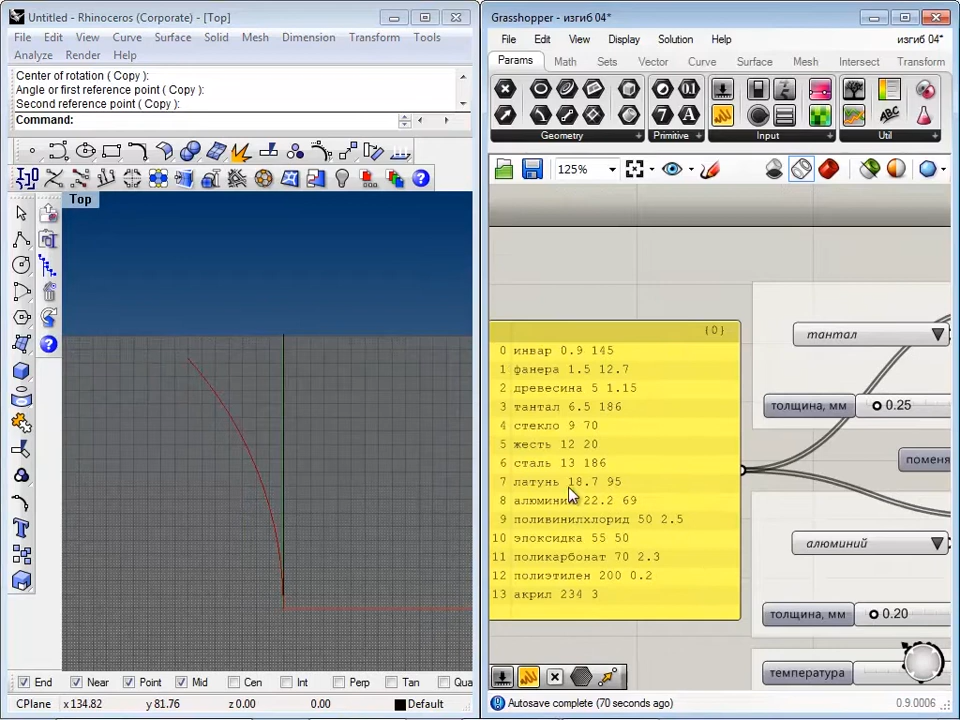 Untitled - Rhinoceros (Corporate) - [Top]
File Edit View Curve Surface Solid Mesh Dimension Transform Tools
Analyze Render Help
Center of rotation ( Copy ):
Angle or first reference point ( Copy ):
Second reference point ( Copy ):
Command:
Top
End Near Point Mid Cen Int Perp Tan Qua
CPlane x 134.82 y 81.76 z 0.00 0.00 Default
Grasshopper - изгиб 04*
File Edit View Display Solution Help изгиб 04*
Params Math Sets Vector Curve Surface Mesh Intersect Transform
Geometry Primitive Input Util
125%
{0}
0 инвар 0.9 145
1 фанера 1.5 12.7
2 древесина 5 1.15
3 тантал 6.5 186
4 стекло 9 70
5 жесть 12 20
6 сталь 13 186
7 латунь 18.7 95
8 алюмини 22.2 69
9 поливинилхлорид 50 2.5
10 эпоксидка 55 50
11 поликарбонат 70 2.3
12 полиэтилен 200 0.2
13 акрил 234 3
тантал
толщина, мм 0.25
поменя
алюминий
толщина, мм 0.20
температура
Autosave complete (70 seconds ago) 0.9.0006